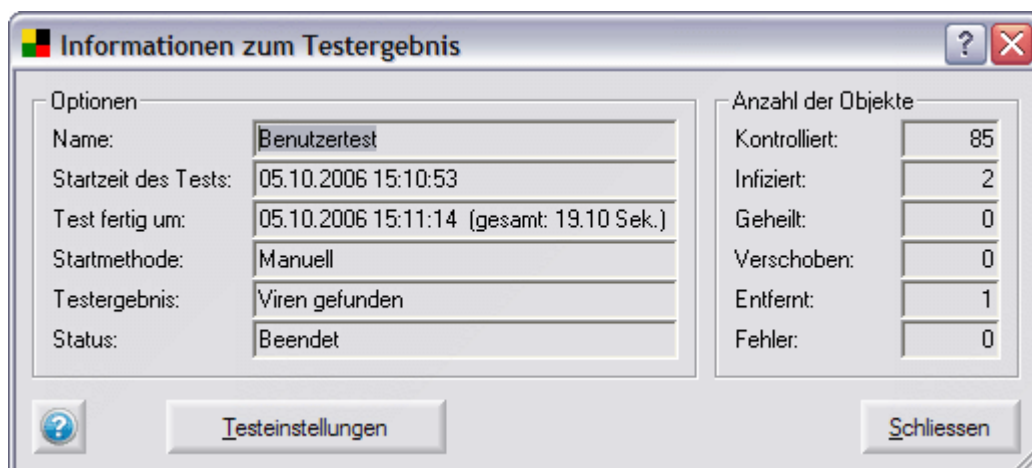 Informationen zum Testergebnis
Optionen
Name: Benutzertest
Startzeit des Tests: 05.10.2006 15:10:53
Test fertig um: 05.10.2006 15:11:14 (gesamt: 19.10 Sek.)
Startmethode: Manuell
Testergebnis: Viren gefunden
Status: Beendet
Anzahl der Objekte
Kontrolliert: 85
Infiziert: 2
Geheilt: 0
Verschoben: 0
Entfernt: 1
Fehler: 0
Testeinstellungen
Schliessen